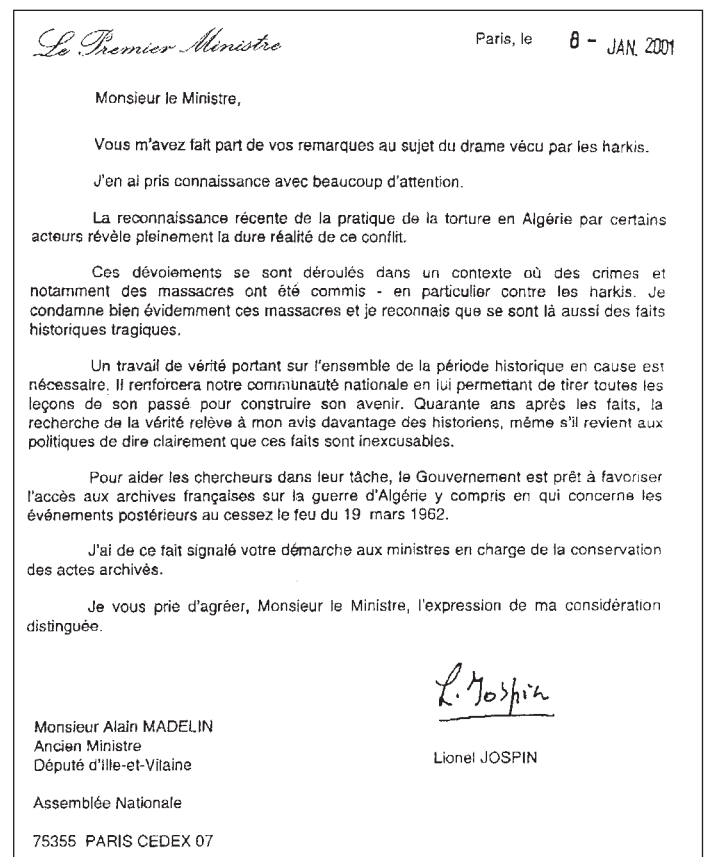 Le Premier Ministre
Paris, le 8 - JAN. 2001
Monsieur le Ministre,
Vous m'avez fait part de vos remarques au sujet du drame vécu par les harkis.
J'en ai pris connaissance avec beaucoup d'attention.
La reconnaissance récente de la pratique de la torture en Algérie par certains
acteurs révèle pleinement la dure réalité de ce conflit.
Ces dévoiements se sont déroulés dans un contexte où des crimes et
notamment des massacres ont été commis - en particulier contre les harkis. Je
condamne bien évidemment ces massacres et je reconnais que se sont là aussi des faits
historiques tragiques.
Un travail de vérité portant sur l'ensemble de la période historique en cause est
nécessaire. Il renforcera notre communauté nationale en lui permettant de tirer toutes les
leçons de son passé pour construire son avenir. Quarante ans après les faits, la
recherche de la vérité relève à mon avis davantage des historiens, même s'il revient aux
politiques de dire clairement que ces faits sont inexcusables.
Pour aider les chercheurs dans leur tâche, le Gouvernement est prêt à favoriser
l'accès aux archives françaises sur la guerre d'Algérie y compris en qui concerne les
événements postérieurs au cessez le feu du 19 mars 1962.
J'ai de ce fait signalé votre démarche aux ministres en charge de la conservation
des actes archivés.
Je vous prie d'agréer, Monsieur le Ministre, l'expression de ma considération
distinguée.
L. Jospin
Monsieur Alain MADELIN
Ancien Ministre
Député d'Ille-et-Vilaine
Lionel JOSPIN
Assemblée Nationale
75355 PARIS CEDEX 07